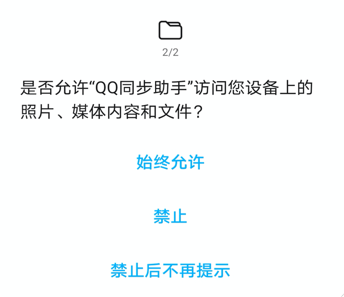 2/2
是否允许“QQ同步助手”访问您设备上的
照片、媒体内容和文件?
始终允许
禁止
禁止后不再提示